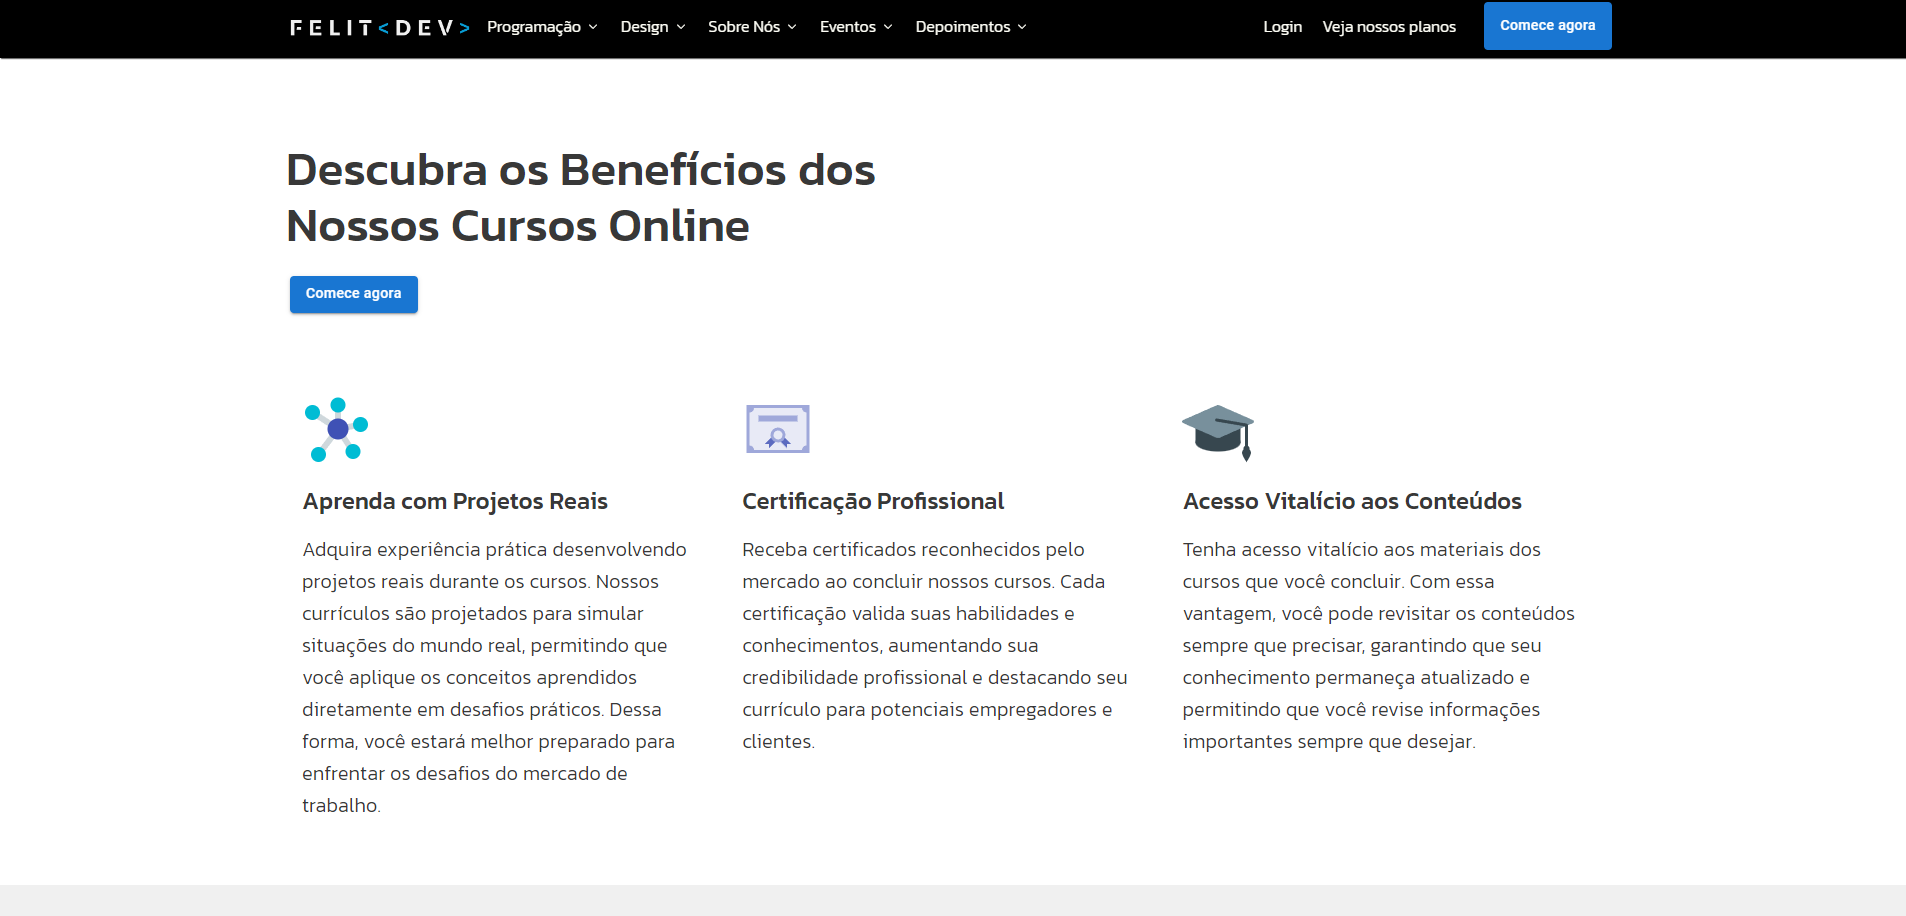 FELIT<DEV> Programação Design Sobre Nós Eventos Depoimentos Login Veja nossos planos Comece agora
Descubra os Benefícios dos
Nossos Cursos Online
Comece agora
Aprenda com Projetos Reais
Adquira experiência prática desenvolvendo
projetos reais durante os cursos. Nossos
currículos são projetados para simular
situações do mundo real, permitindo que
você aplique os conceitos aprendidos
diretamente em desafios práticos. Dessa
forma, você estará melhor preparado para
enfrentar os desafios do mercado de
trabalho.
Certificação Profissional
Receba certificados reconhecidos pelo
mercado ao concluir nossos cursos. Cada
certificação valida suas habilidades e
conhecimentos, aumentando sua
credibilidade profissional e destacando seu
currículo para potenciais empregadores e
clientes.
Acesso Vitalício aos Conteúdos
Tenha acesso vitalício aos materiais dos
cursos que você concluir. Com essa
vantagem, você pode revisitar os conteúdos
sempre que precisar, garantindo que seu
conhecimento permaneça atualizado e
permitindo que você revise informações
importantes sempre que desejar.